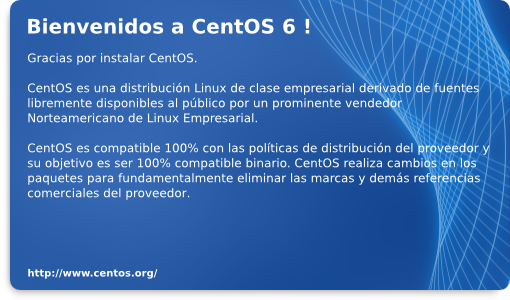 Bienvenidos a CentOS 6 !
Gracias por instalar CentOS.
CentOS es una distribución Linux de clase empresarial derivado de fuentes
libremente disponibles al público por un prominente vendedor
Norteamericano de Linux Empresarial.
CentOS es compatible 100% con las políticas de distribución del proveedor y
su objetivo es ser 100% compatible binario. CentOS realiza cambios en los
paquetes para fundamentalmente eliminar las marcas y demás referencias
comerciales del proveedor.
http://www.centos.org/